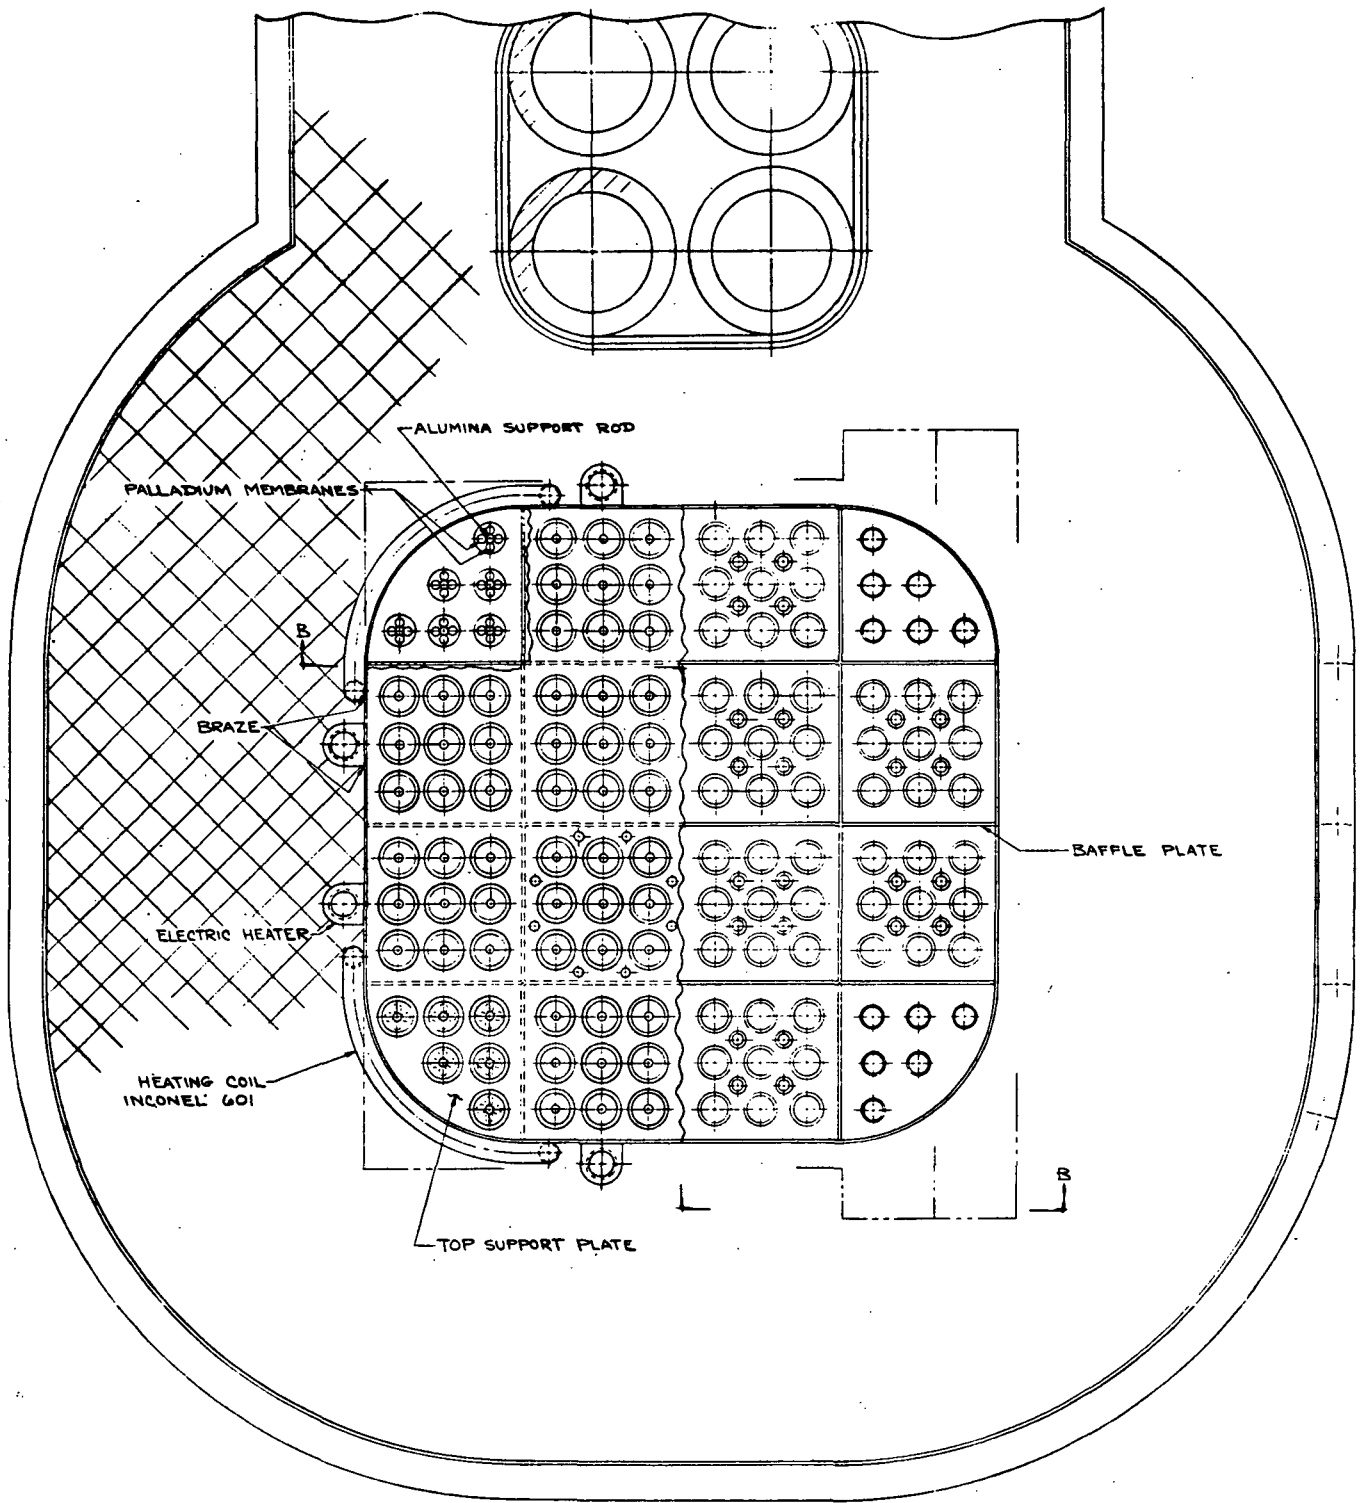 ALUMINA SUPPORT ROD
PALLADIUM MEMBRANES
B
BRAZE
BAFFLE PLATE
ELECTRIC HEATER
HEATING COIL
INCONEL 601
B
TOP SUPPORT PLATE